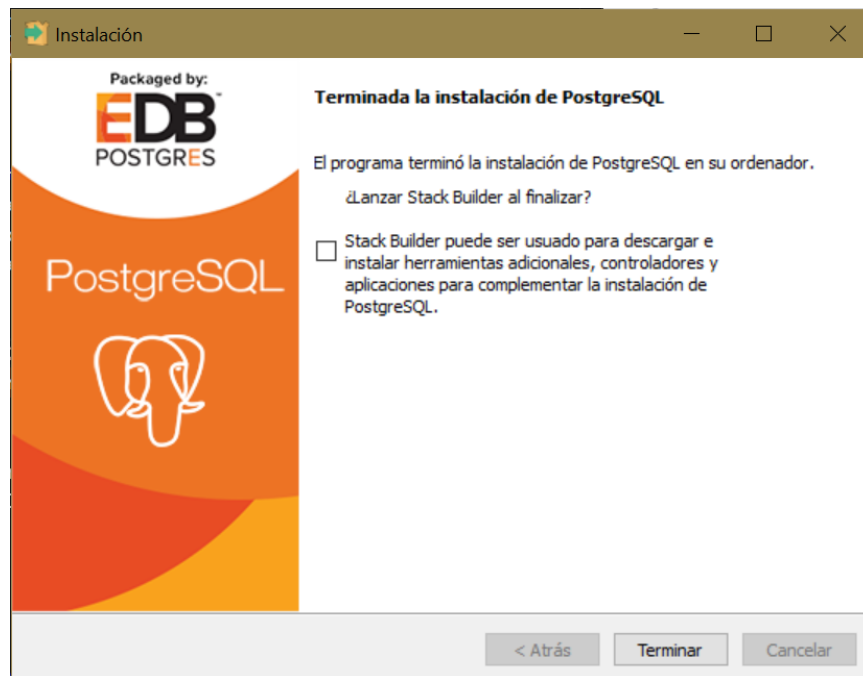 Instalación
Packaged by:
EDB
POSTGRES
PostgreSQL
Terminada la instalación de PostgreSQL
El programa terminó la instalación de PostgreSQL en su ordenador.
¿Lanzar Stack Builder al finalizar?
Stack Builder puede ser usado para descargar e
instalar herramientas adicionales, controladores y
aplicaciones para complementar la instalación de
PostgreSQL.
< Atrás
Terminar
Cancelar